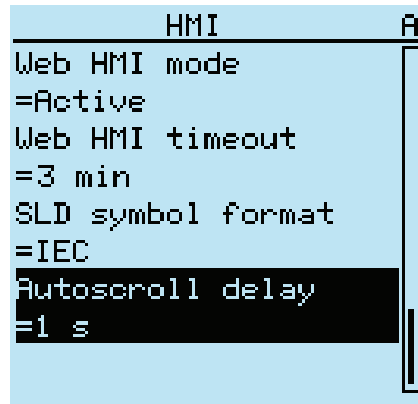 HMI A
Web HMI mode
=Active
Web HMI timeout
=3 min
SLD symbol format
=IEC
Autoscroll delay
=1 s